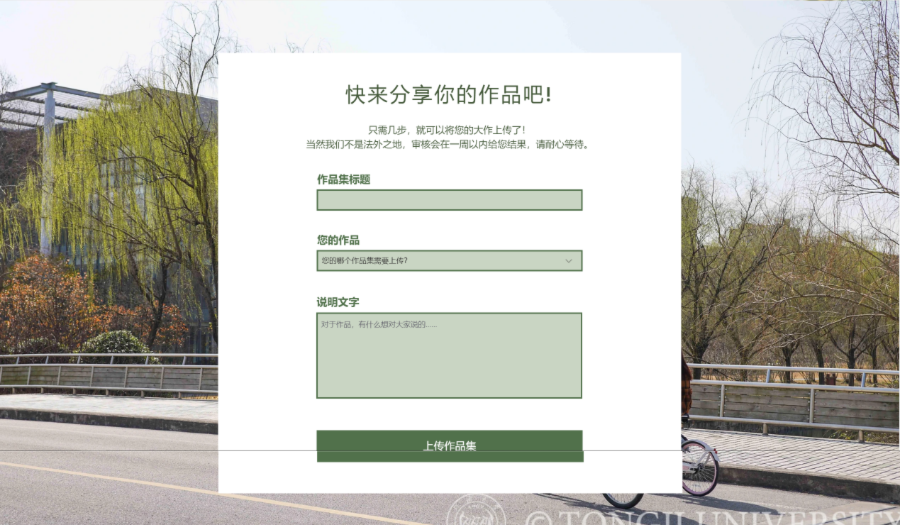 快来分享你的作品吧!
只需几步，就可以将您的大作上传了!
当然我们不是法外之地，审核会在一周以内给您结果，请耐心等待。
作品集标题
您的作品
您的哪个作品集需要上传?
说明文字
对于作品，有什么想对大家说的......
上传作品集
© TONGJI UNIVERSITY